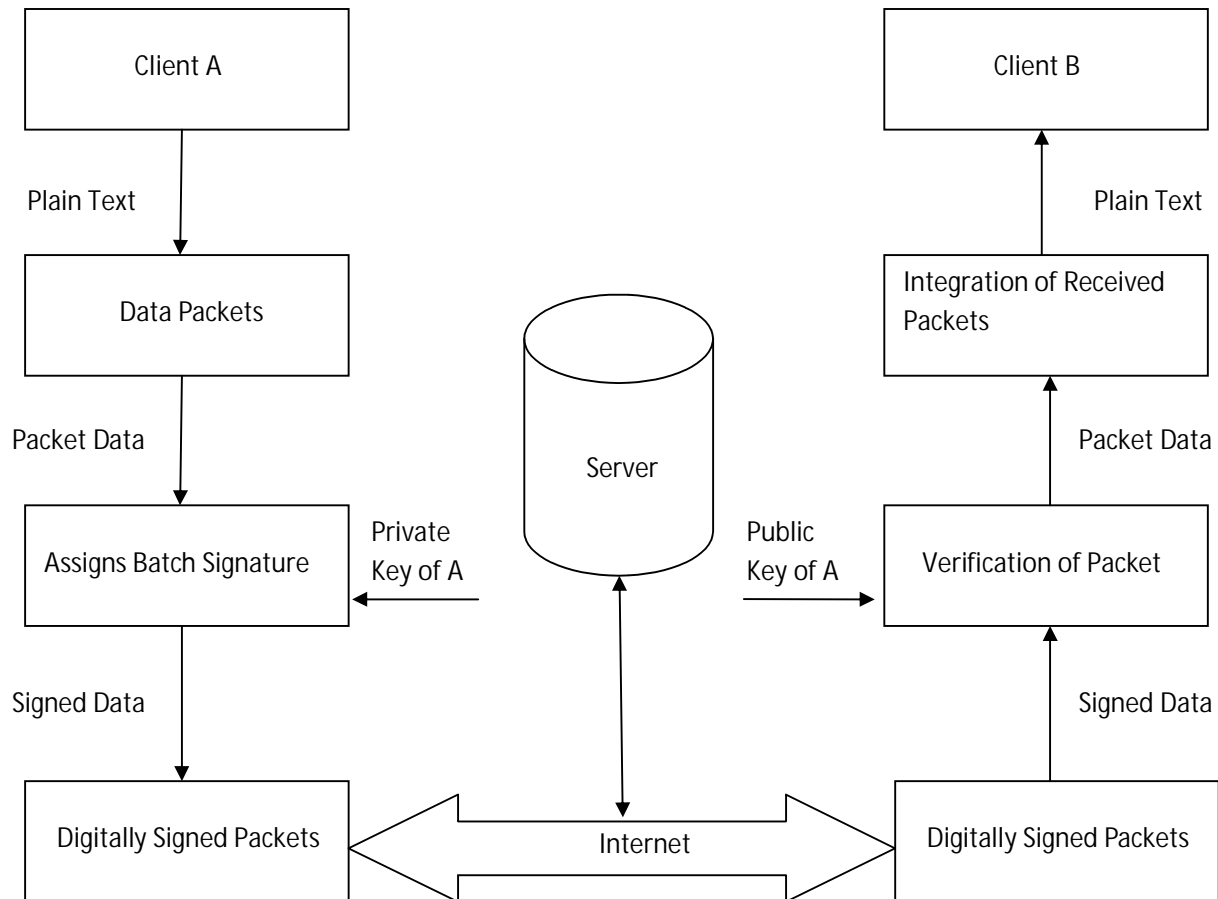 Client A
Client B
Plain Text
Plain Text
Data Packets
Integration of Received
Packets
Packet Data
Packet Data
Server
Assigns Batch Signature
Private
Key of A
Public
Key of A
Verification of Packet
Signed Data
Signed Data
Digitally Signed Packets
Internet
Digitally Signed Packets